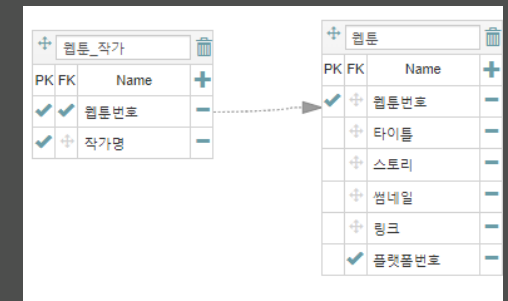 웹툰_작가
PK FK Name
웹툰번호
작가명
웹툰
PK FK Name
웹툰번호
타이틀
스토리
썸네일
링크
플랫폼번호